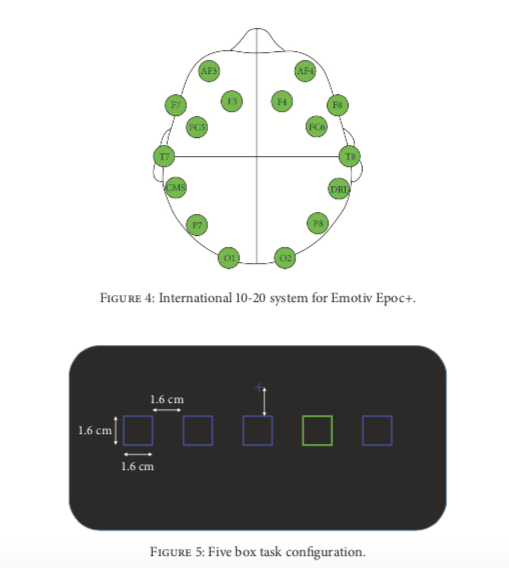 AF3 AF4
F7 F3 F4 F8
FC5 FC6
T7 T8
CMS DRL
P7 P8
O1 O2
FIGURE 4: International 10-20 system for Emotiv Epoc+.
1.6 cm
1.6 cm
1.6 cm
FIGURE 5: Five box task configuration.